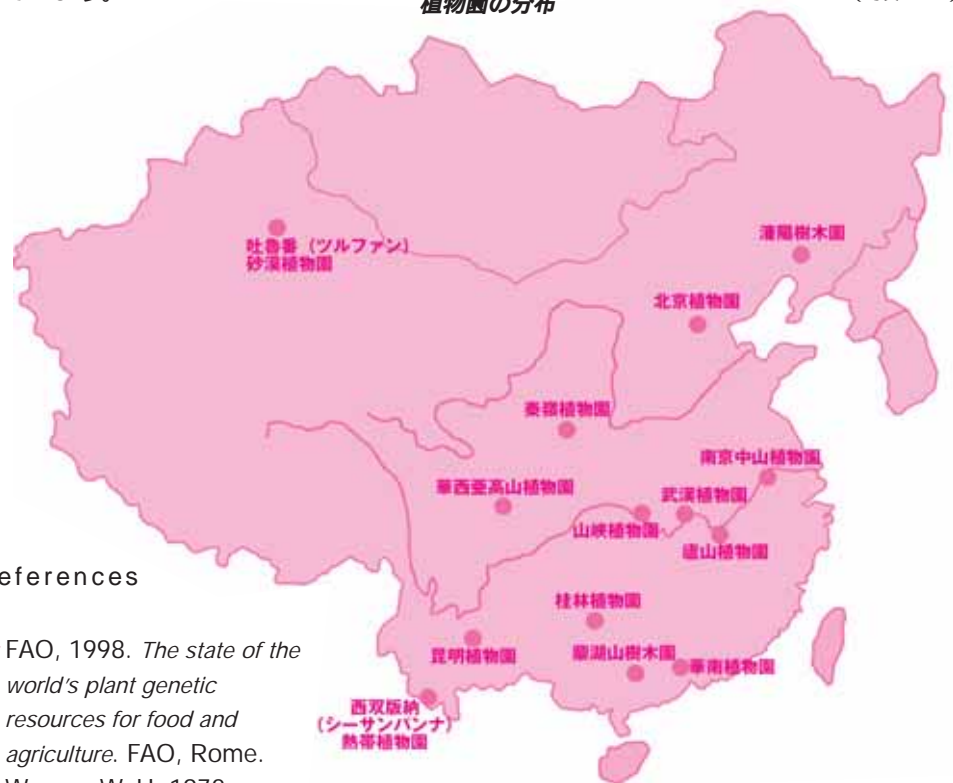 植物園の分布
吐魯番（ツルファン）
砂漠植物園
瀋陽樹木園
北京植物園
秦嶺植物園
南京中山植物園
華西亜高山植物園
武漢植物園
山峡植物園
廬山植物園
桂林植物園
昆明植物園
鼎湖山樹木園
華南植物園
西双版納
（シーサンパンナ）
熱帯植物園
eferences
FAO, 1998. The state of the
world's plant genetic
resources for food and
agriculture. FAO, Rome.